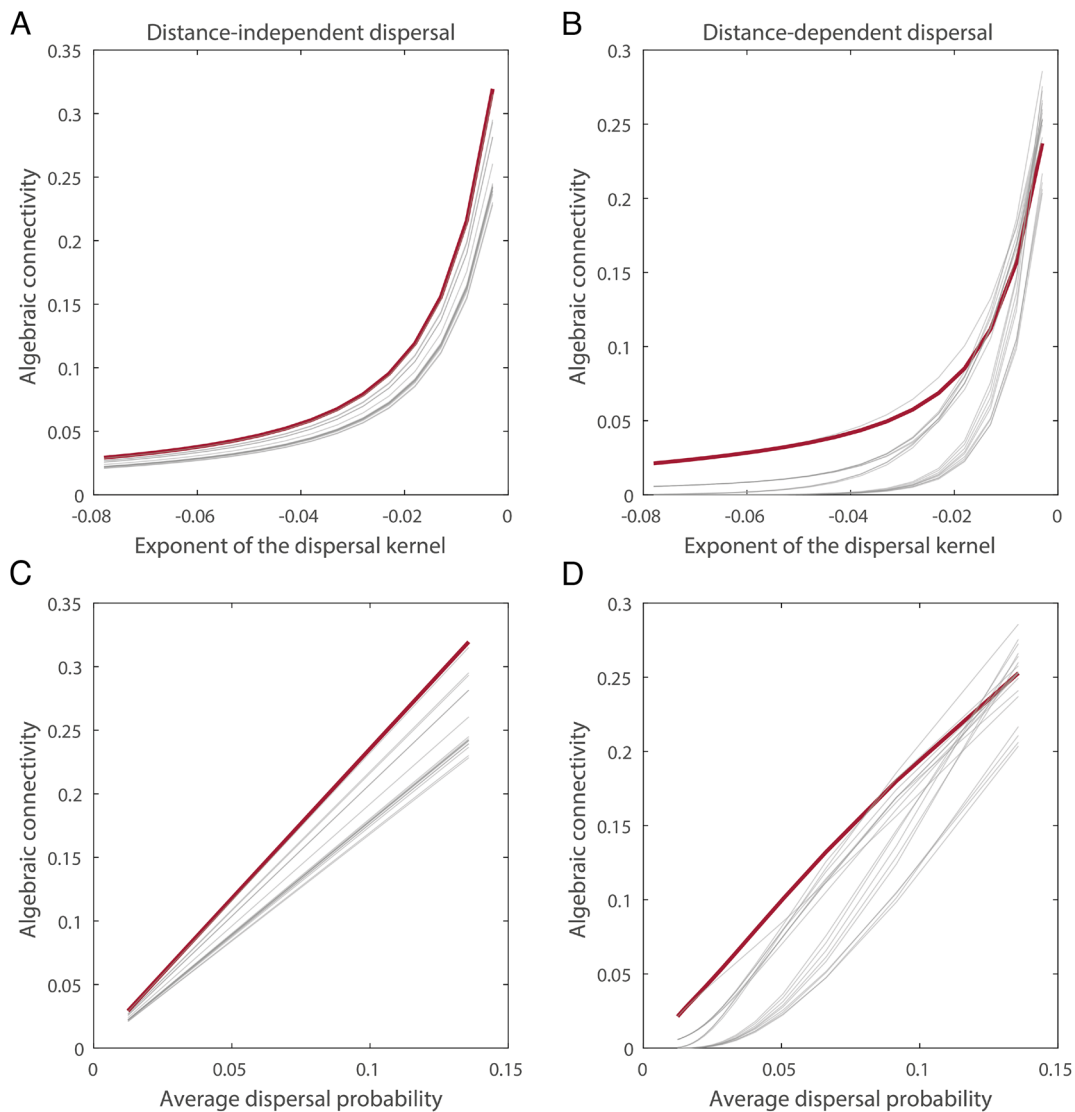 A
Distance-independent dispersal
0.35
0.3
0.25
0.2
0.15
0.1
0.05
0
Algebraic connectivity
-0.08 -0.06 -0.04 -0.02 0
Exponent of the dispersal kernel
B
Distance-dependent dispersal
0.3
0.25
0.2
0.15
0.1
0.05
0
Algebraic connectivity
-0.08 -0.06 -0.04 -0.02 0
Exponent of the dispersal kernel
C
0.35
0.3
0.25
0.2
0.15
0.1
0.05
0
Algebraic connectivity
0 0.05 0.1 0.15
Average dispersal probability
D
0.3
0.25
0.2
0.15
0.1
0.05
0
Algebraic connectivity
0 0.05 0.1 0.15
Average dispersal probability